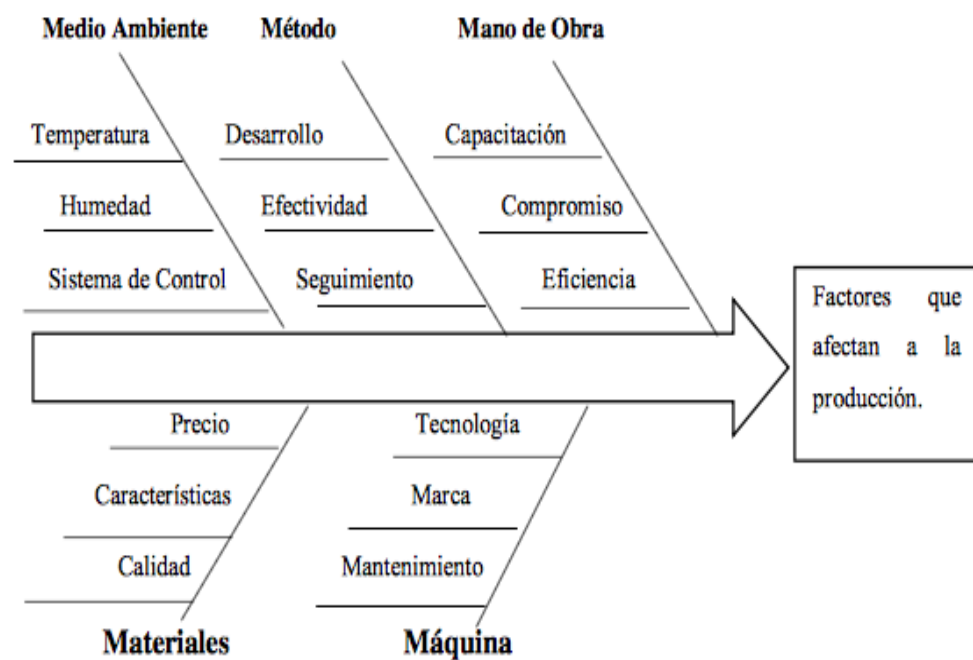 Medio Ambiente
Método
Mano de Obra
Temperatura
Desarrollo
Capacitación
Humedad
Efectividad
Compromiso
Sistema de Control
Seguimiento
Eficiencia
Factores que
afectan a la
producción.
Precio
Tecnología
Características
Marca
Calidad
Mantenimiento
Materiales
Máquina